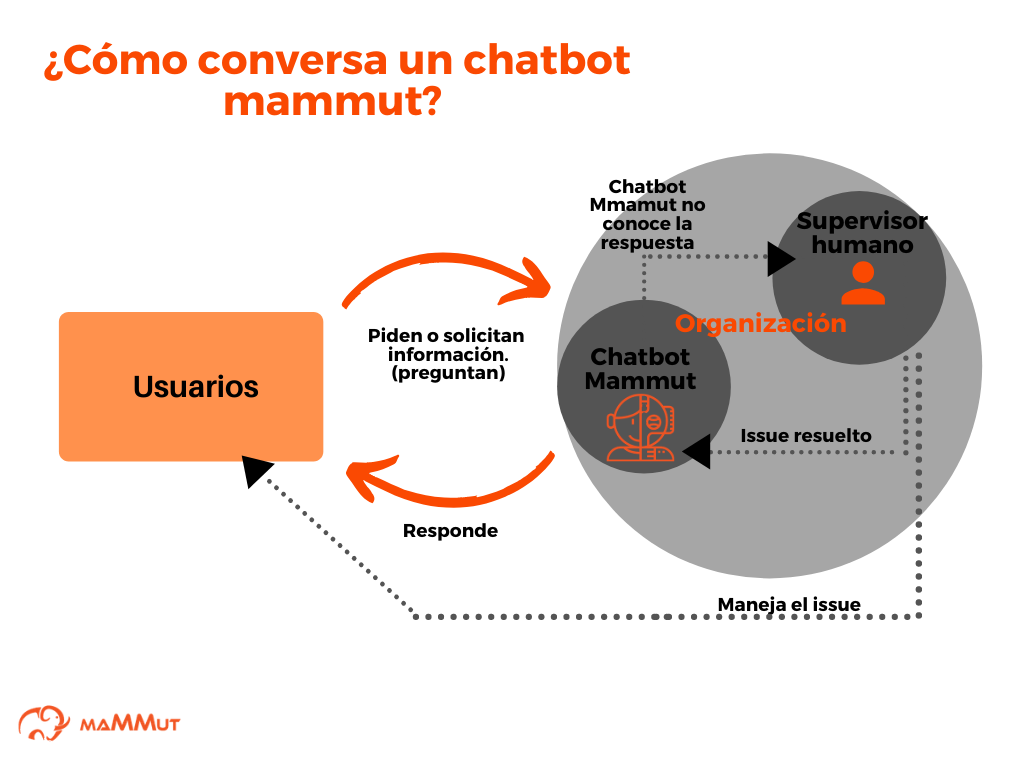 ¿Cómo conversa un chatbot
mammut?
Chatbot
Mmamut no
conoce la
respuesta
Supervisor
humano
Piden o solicitan
información.
(preguntan)
Organización
Usuarios
Chatbot
Mammut
Issue resuelto
Responde
Maneja el issue
maMMut